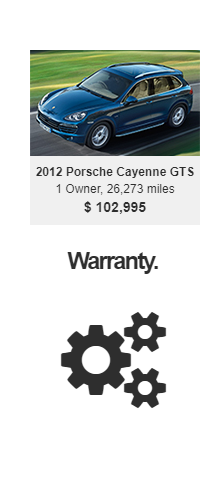 2012 Porsche Cayenne GTS
1 Owner, 26,273 miles
$ 102,995
Warranty.